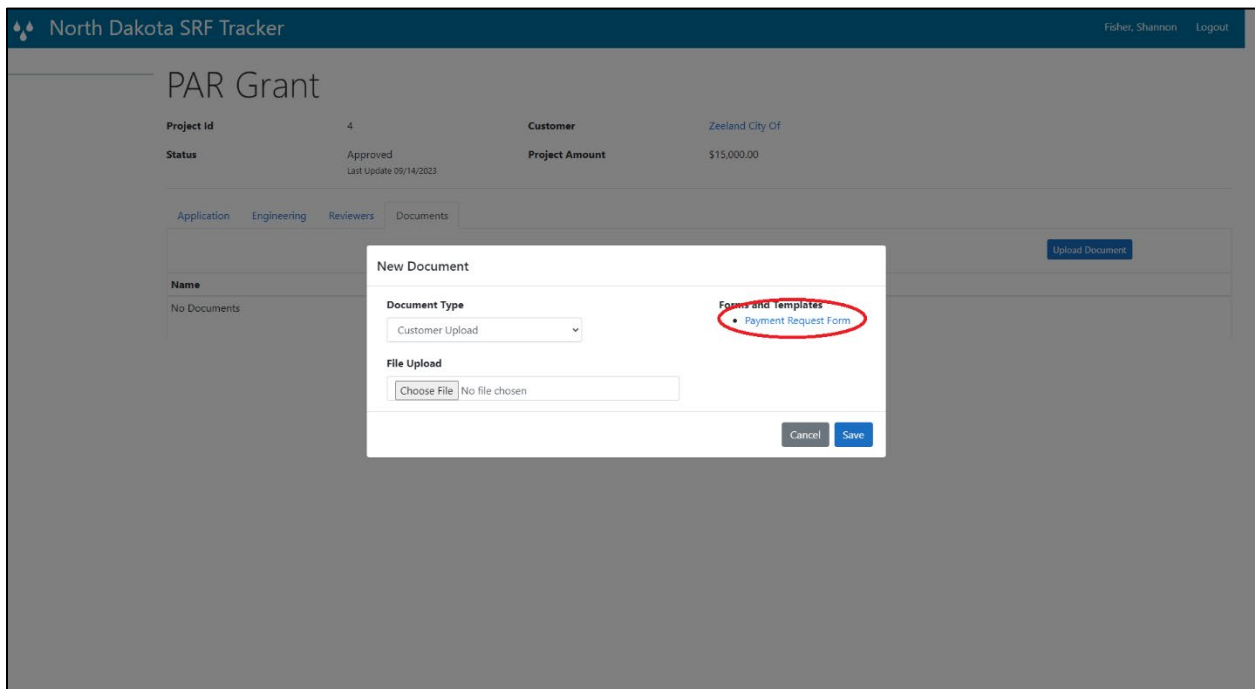 North Dakota SRF Tracker
Fisher, Shannon Logout
PAR Grant
Project Id 4 Customer Zeeland City Of
Status Approved Project Amount $15,000.00
Last Update 09/14/2023
Application Engineering Reviewers Documents
Upload Document
Name
No Documents
New Document
Document Type
Customer Upload
Forms and Templates
Payment Request Form
File Upload
Choose File No file chosen
Cancel Save